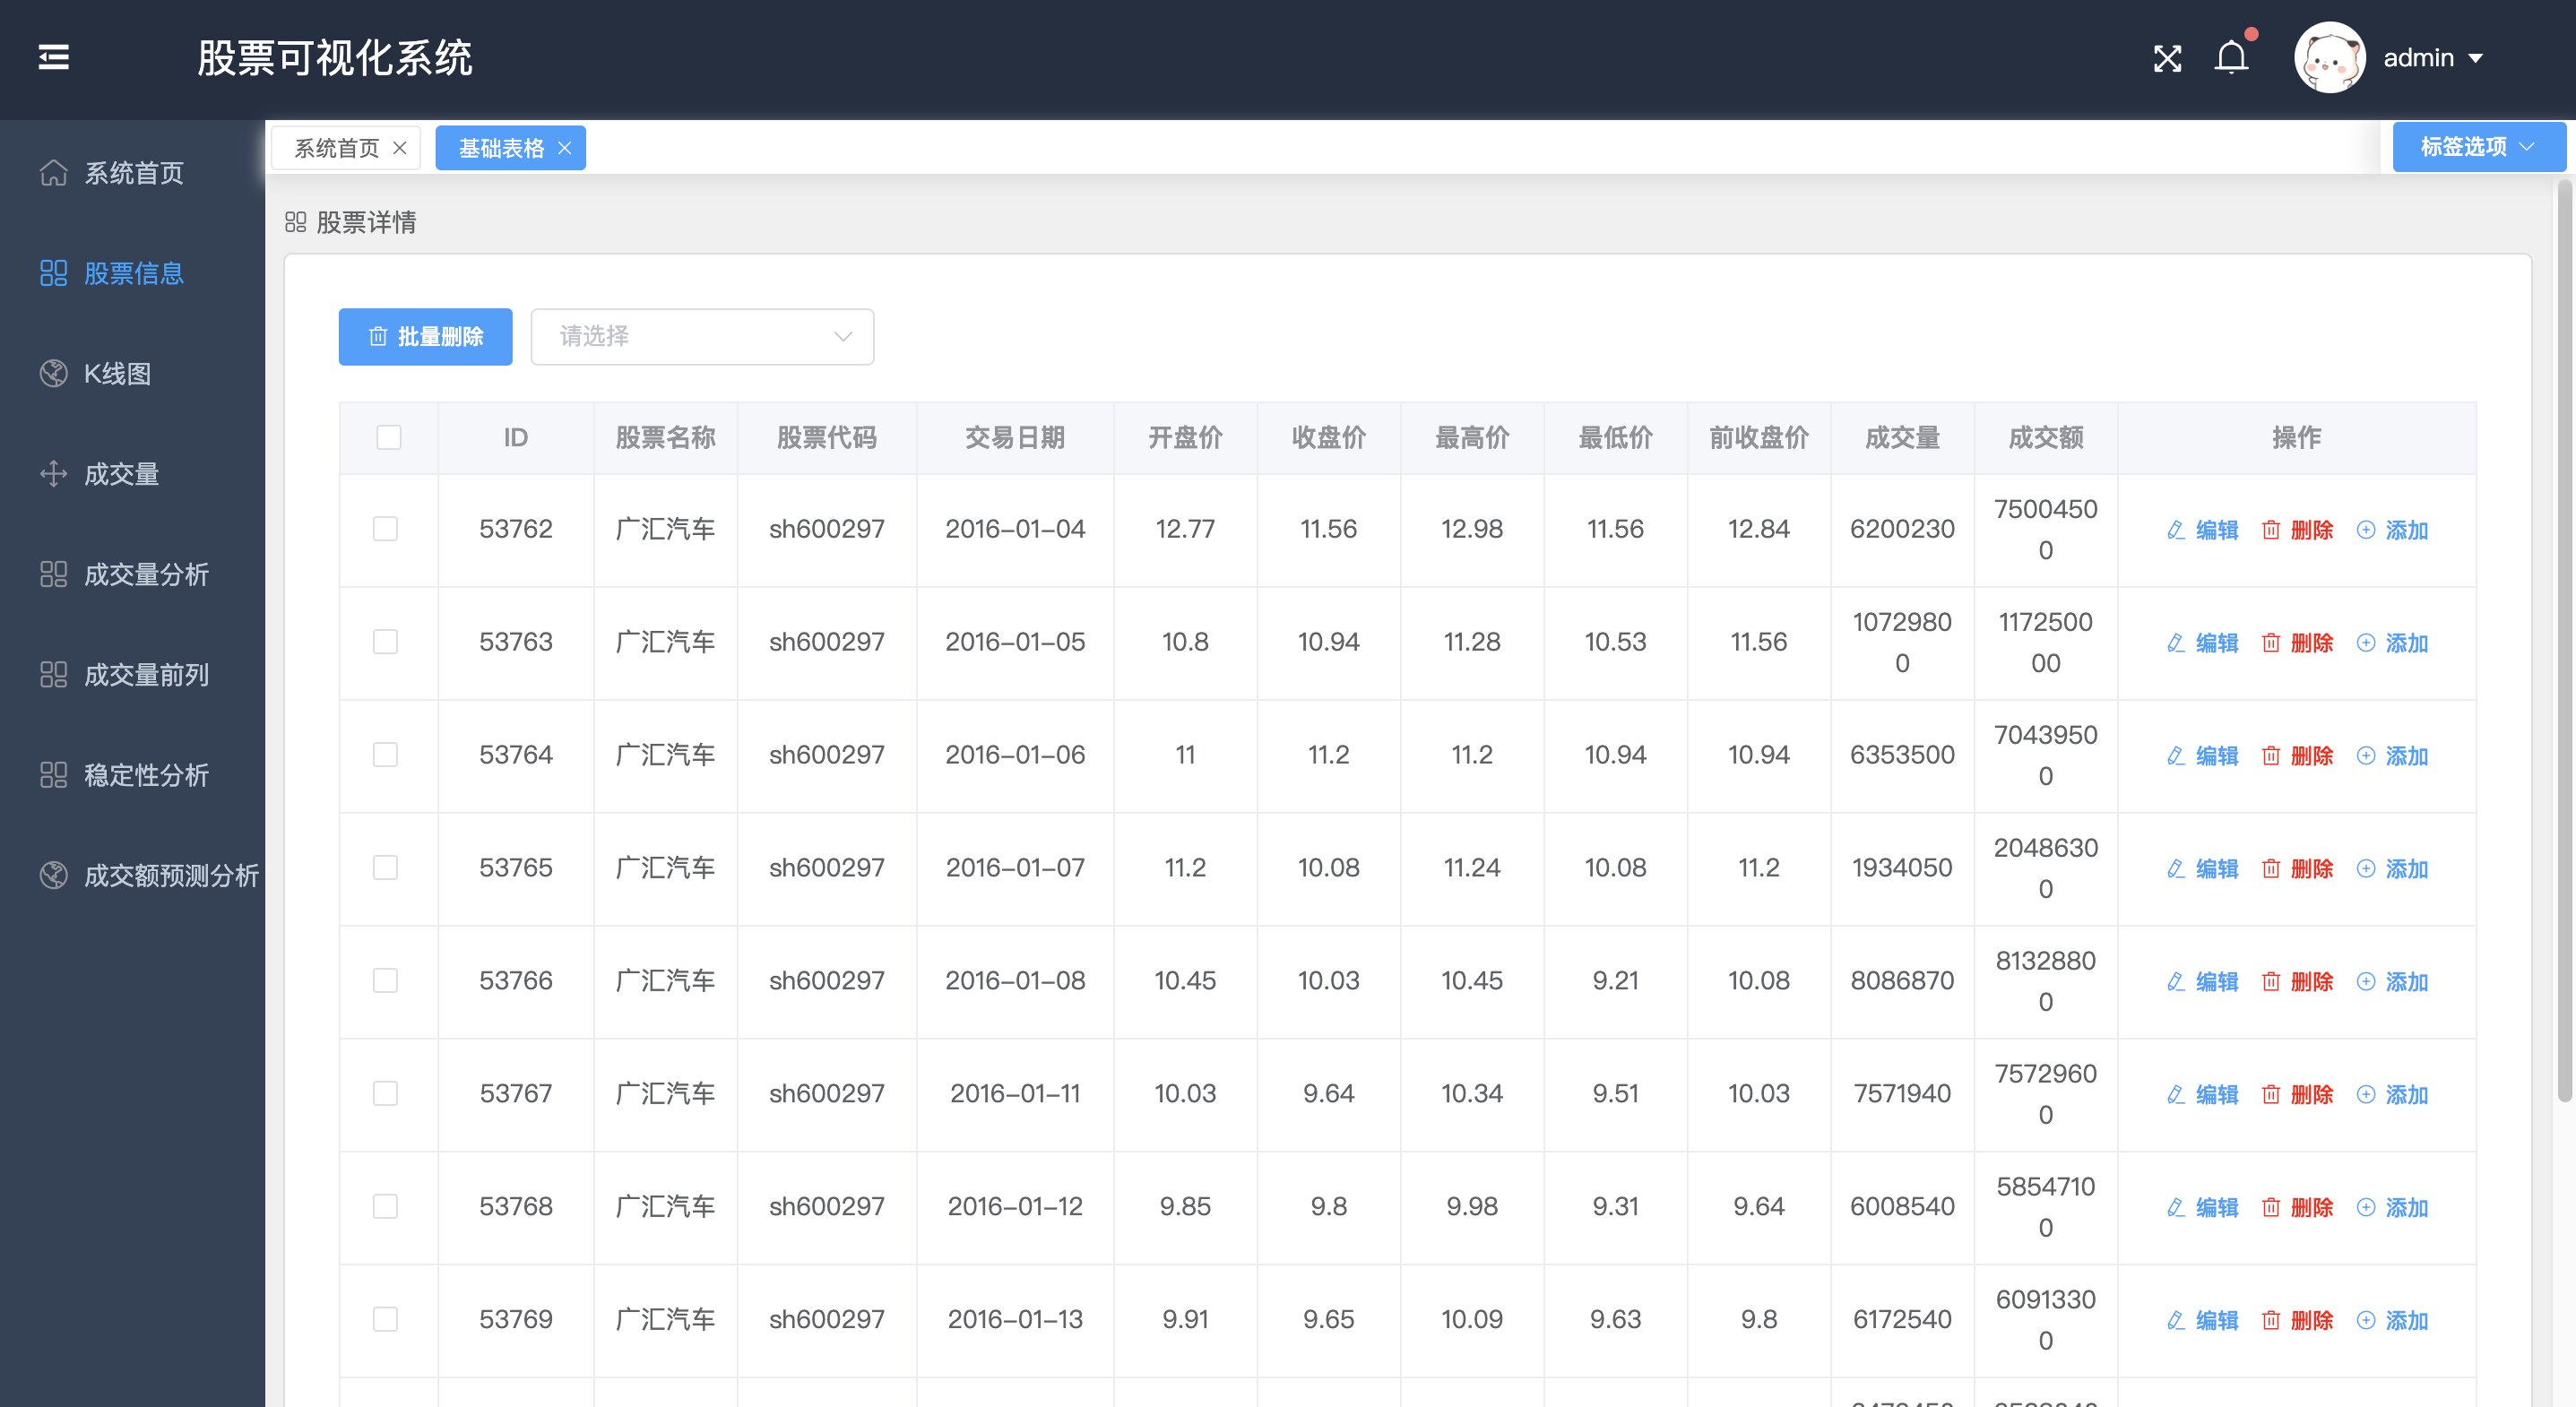 股票可视化系统
admin
系统首页
股票信息
K线图
成交量
成交量分析
成交量前列
稳定性分析
成交额预测分析
系统首页 基础表格 标签选项
股票详情
批量删除 请选择
ID 股票名称 股票代码 交易日期 开盘价 收盘价 最高价 最低价 前收盘价 成交量 成交额 操作
53762 广汇汽车 sh600297 2016-01-04 12.77 11.56 12.98 11.56 12.84 6200230 75004500 编辑 删除 添加
53763 广汇汽车 sh600297 2016-01-05 10.8 10.94 11.28 10.53 11.56 10729800 117250000 编辑 删除 添加
53764 广汇汽车 sh600297 2016-01-06 11 11.2 11.2 10.94 10.94 6353500 70439500 编辑 删除 添加
53765 广汇汽车 sh600297 2016-01-07 11.2 10.08 11.24 10.08 11.2 1934050 20486300 编辑 删除 添加
53766 广汇汽车 sh600297 2016-01-08 10.45 10.03 10.45 9.21 10.08 8086870 81328800 编辑 删除 添加
53767 广汇汽车 sh600297 2016-01-11 10.03 9.64 10.34 9.51 10.03 7571940 75729600 编辑 删除 添加
53768 广汇汽车 sh600297 2016-01-12 9.85 9.8 9.98 9.31 9.64 6008540 58547100 编辑 删除 添加
53769 广汇汽车 sh600297 2016-01-13 9.91 9.65 10.09 9.63 9.8 6172540 60913300 编辑 删除 添加